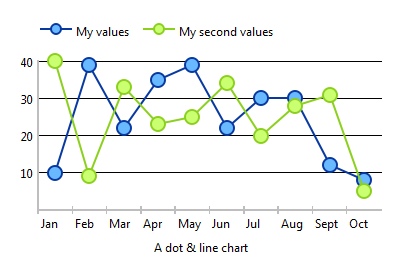 My values My second values
40
30
20
10
Jan Feb Mar Apr May Jun Jul Aug Sept Oct
A dot & line chart